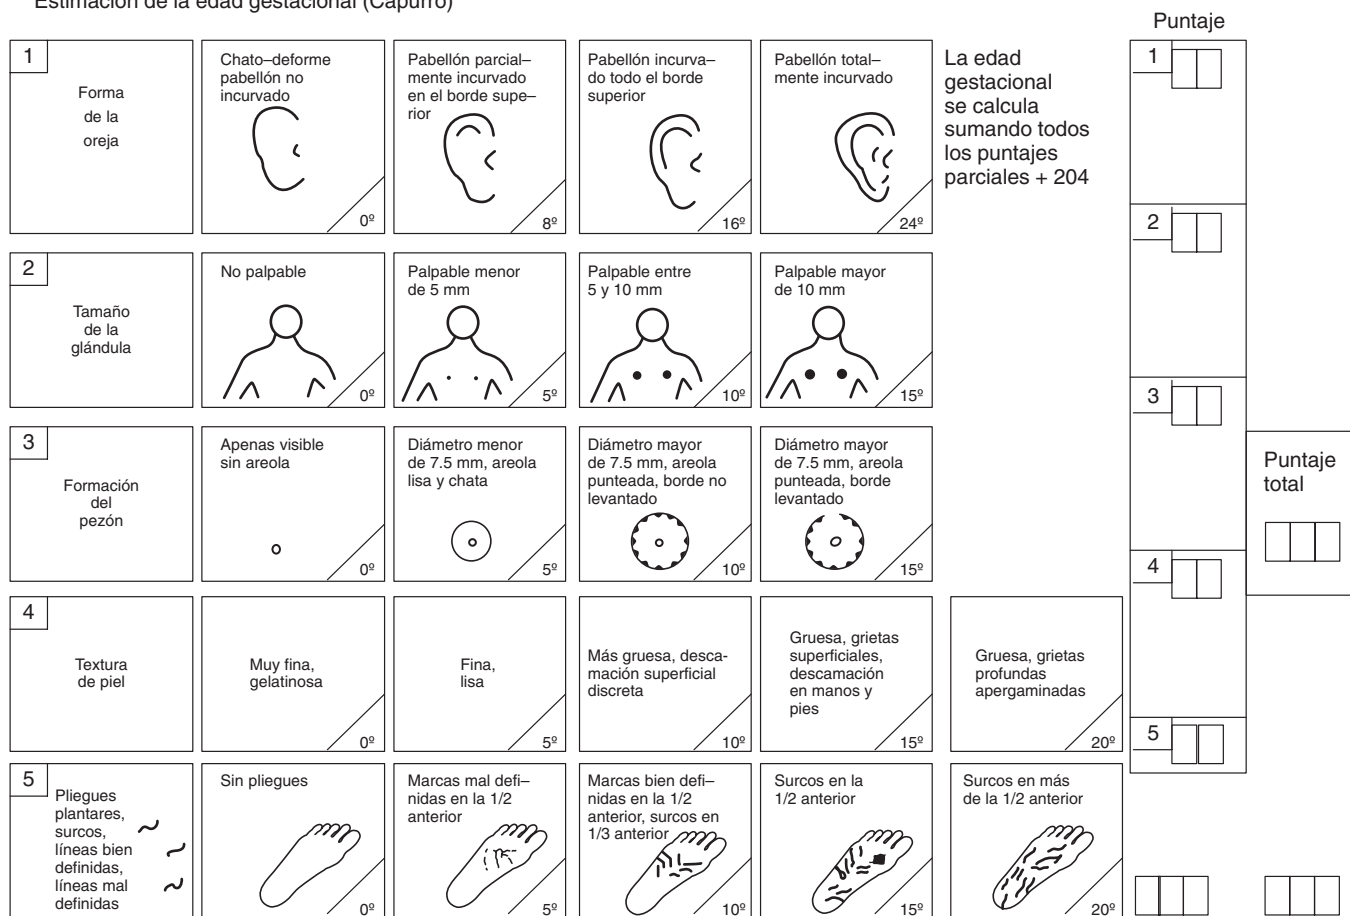 Estimación de la edad gestacional (Capurro)
Puntaje
1
Forma
de la
oreja
Chato–deforme
pabellón no
incurvado
0º
Pabellón parcial–
mente incurvado
en el borde supe–
rior
8º
Pabellón incurva–
do todo el borde
superior
16º
Pabellón total–
mente incurvado
24º
La edad
gestacional
se calcula
sumando todos
los puntajes
parciales + 204
1
2
Tamaño
de la
glándula
No palpable
0º
Palpable menor
de 5 mm
5º
Palpable entre
5 y 10 mm
10º
Palpable mayor
de 10 mm
15º
2
3
Formación
del
pezón
Apenas visible
sin areola
0º
Diámetro menor
de 7.5 mm, areola
lisa y chata
5º
Diámetro mayor
de 7.5 mm, areola
punteada, borde no
levantado
10º
Diámetro mayor
de 7.5 mm, areola
punteada, borde
levantado
15º
3
Puntaje
total
4
Textura
de piel
Muy fina,
gelatinosa
0º
Fina,
lisa
5º
Más gruesa, desca-
mación superficial
discreta
10º
Gruesa, grietas
superficiales,
descamación
en manos y
pies
15º
Gruesa, grietas
profundas
apergaminadas
20º
4
5
Pliegues
plantares,
surcos,
líneas bien
definidas,
líneas mal
definidas
Sin pliegues
0º
Marcas mal defi–
nidas en la 1/2
anterior
5º
Marcas bien defi–
nidas en la 1/2
anterior, surcos en
1/3 anterior
10º
Surcos en la
1/2 anterior
15º
Surcos en más
de la 1/2 anterior
20º
5